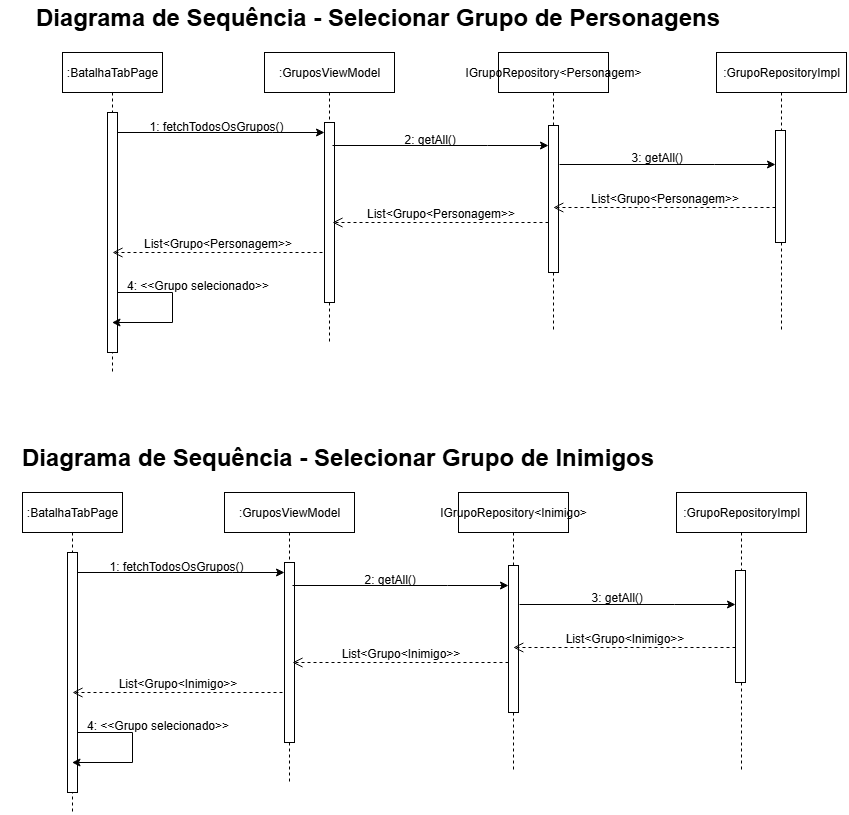 Diagrama de Sequência - Selecionar Grupo de Personagens
:BatalhaTabPage
:GruposViewModel
IGrupoRepository<Personagem>
:GrupoRepositoryImpl
1: fetchTodosOsGrupos()
2: getAll()
3: getAll()
List<Grupo<Personagem>>
List<Grupo<Personagem>>
List<Grupo<Personagem>>
4: <<Grupo selecionado>>
Diagrama de Sequência - Selecionar Grupo de Inimigos
:BatalhaTabPage
:GruposViewModel
IGrupoRepository<Inimigo>
:GrupoRepositoryImpl
1: fetchTodosOsGrupos()
2: getAll()
3: getAll()
List<Grupo<Inimigo>>
List<Grupo<Inimigo>>
List<Grupo<Inimigo>>
4: <<Grupo selecionado>>